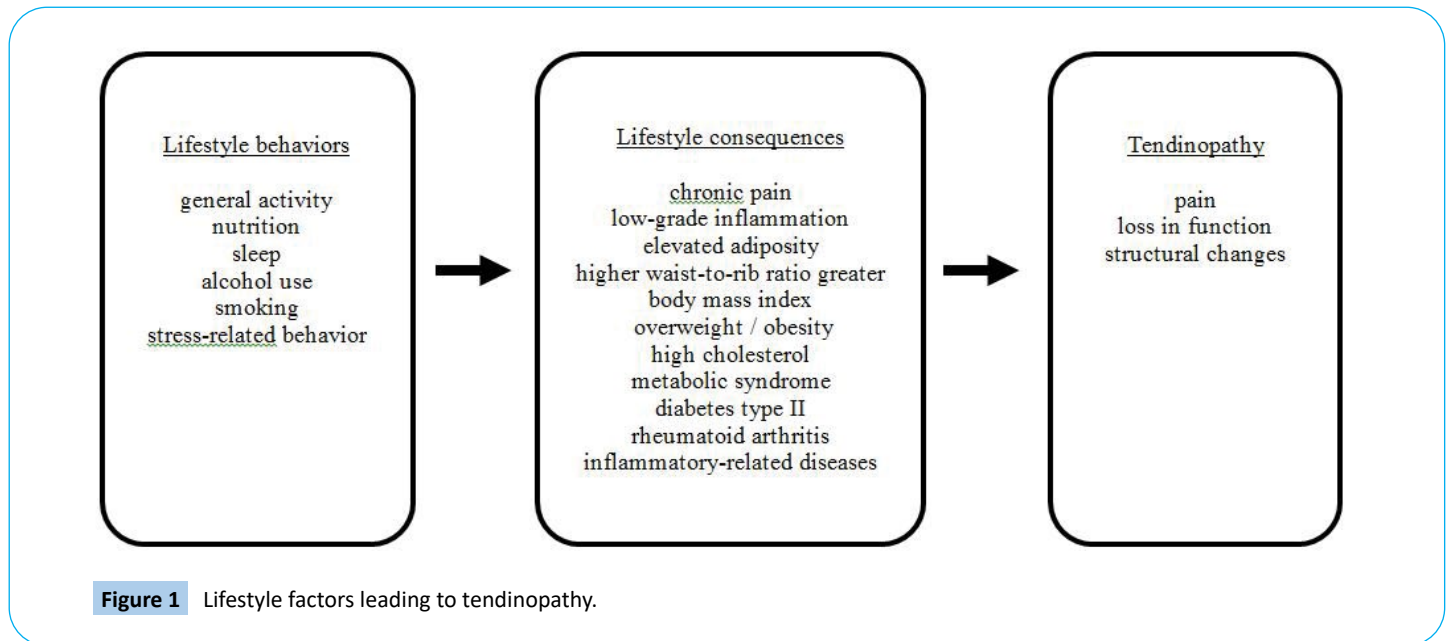 Lifestyle behaviors
general activity
nutrition
sleep
alcohol use
smoking
stress-related behavior
Lifestyle consequences
chronic pain
low-grade inflammation
elevated adiposity
higher waist-to-rib ratio greater
body mass index
overweight / obesity
high cholesterol
metabolic syndrome
diabetes type II
rheumatoid arthritis
inflammatory-related diseases
Tendinopathy
pain
loss in function
structural changes
Figure 1 Lifestyle factors leading to tendinopathy.